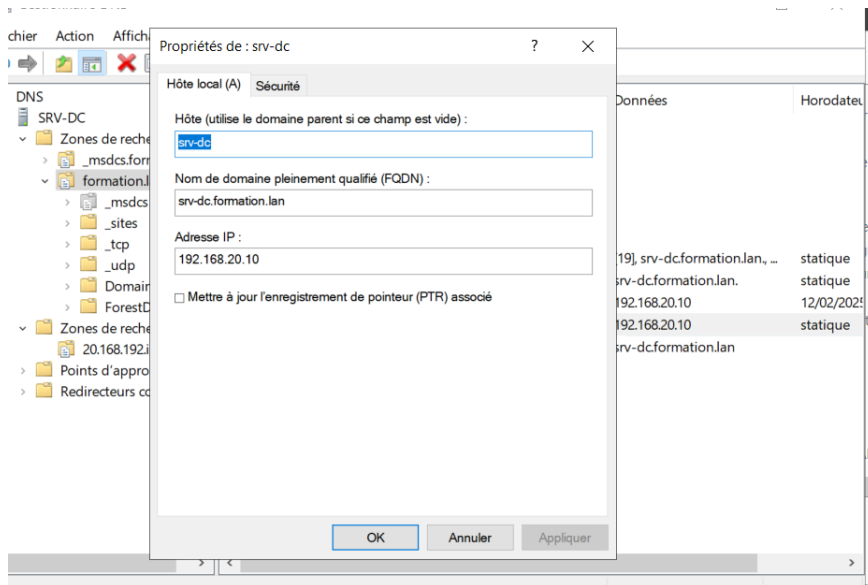 chier Action Affich
Propriétés de : srv-dc ? ×
Hôte local (A) Sécurité
Hôte (utilise le domaine parent si ce champ est vide) :
srv-dc
Nom de domaine pleinement qualifié (FQDN) :
srv-dc.formation.lan
Adresse IP :
192.168.20.10
Mettre à jour l'enregistrement de pointeur (PTR) associé
OK Annuler Appliquer
DNS
SRV-DC
Zones de reche
_msdcs.forr
formation.l
_msdcs
_sites
_tcp
_udp
Domair
ForestD
Zones de reche
20.168.192.i
Points d'appro
Redirecteurs cc
Données Horodateu
[19], srv-dc.formation.lan., ... statique
srv-dc.formation.lan. statique
192.168.20.10 12/02/2025
192.168.20.10 statique
srv-dc.formation.lan